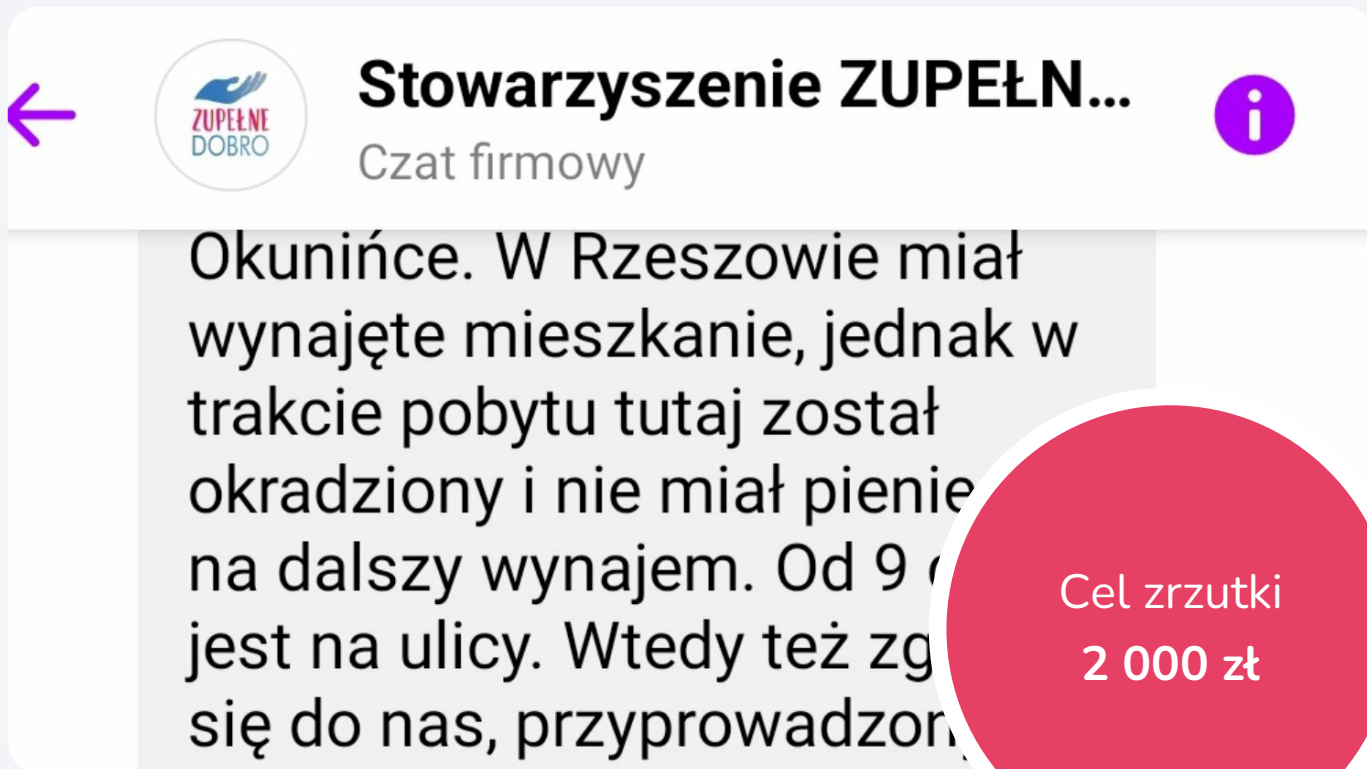 ZUPEŁNE
DOBRO
Stowarzyszenie ZUPEŁN...
Czat firmowy
Okunińce. W Rzeszowie miał
wynajęte mieszkanie, jednak w
trakcie pobytu tutaj został
okradziony i nie miał
na dalszy wynajem. Od 9
jest na ulicy. Wtedy też
się do nas,
Cel zrzutki
2 000 zł